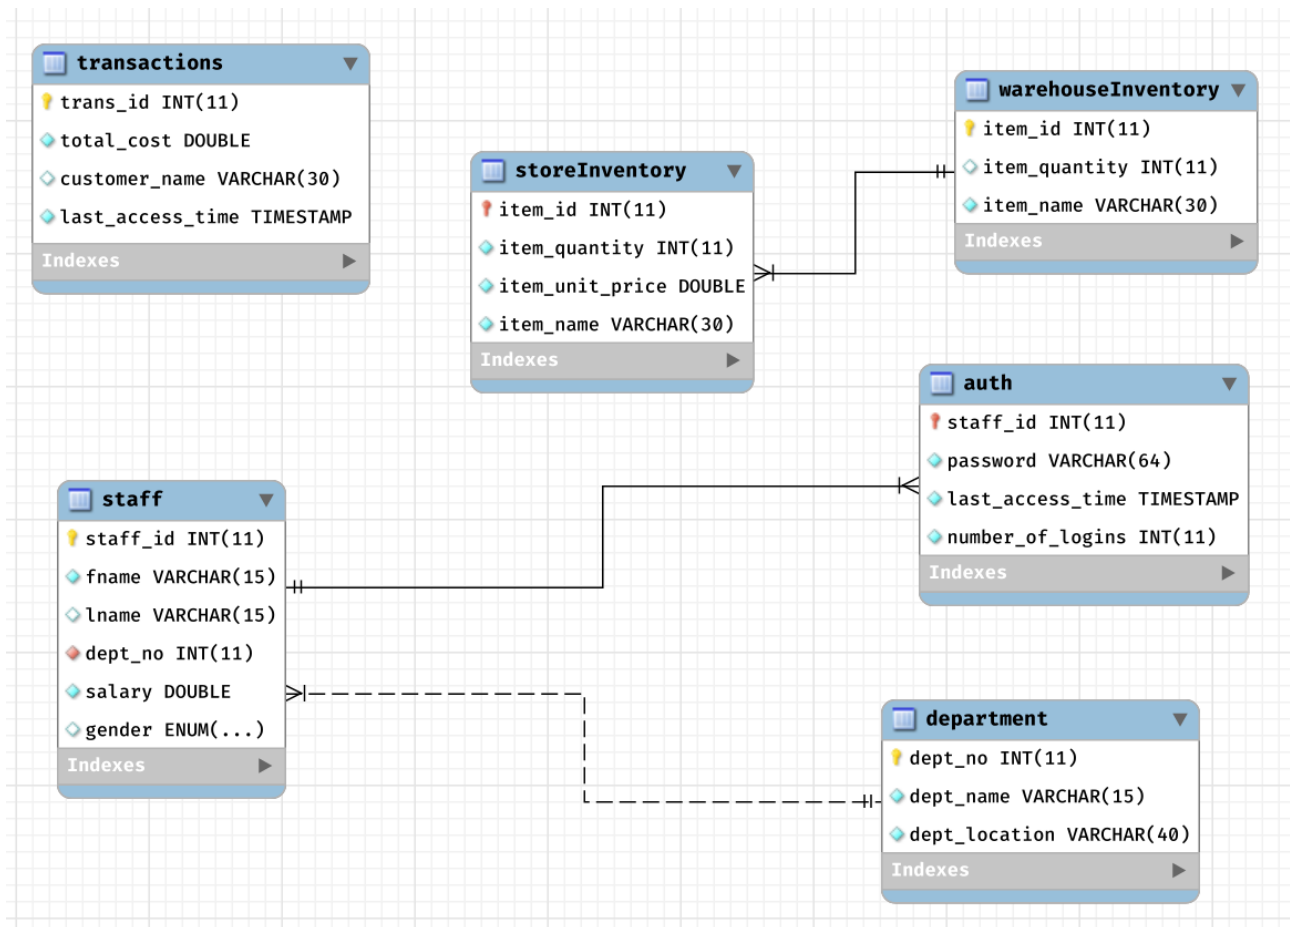 transactions
trans_id INT(11)
total_cost DOUBLE
customer_name VARCHAR(30)
last_access_time TIMESTAMP
Indexes
storeInventory
item_id INT(11)
item_quantity INT(11)
item_unit_price DOUBLE
item_name VARCHAR(30)
Indexes
warehouseInventory
item_id INT(11)
item_quantity INT(11)
item_name VARCHAR(30)
Indexes
auth
staff_id INT(11)
password VARCHAR(64)
last_access_time TIMESTAMP
number_of_logins INT(11)
Indexes
staff
staff_id INT(11)
fname VARCHAR(15)
lname VARCHAR(15)
dept_no INT(11)
salary DOUBLE
gender ENUM(...)
Indexes
department
dept_no INT(11)
dept_name VARCHAR(15)
dept_location VARCHAR(40)
Indexes